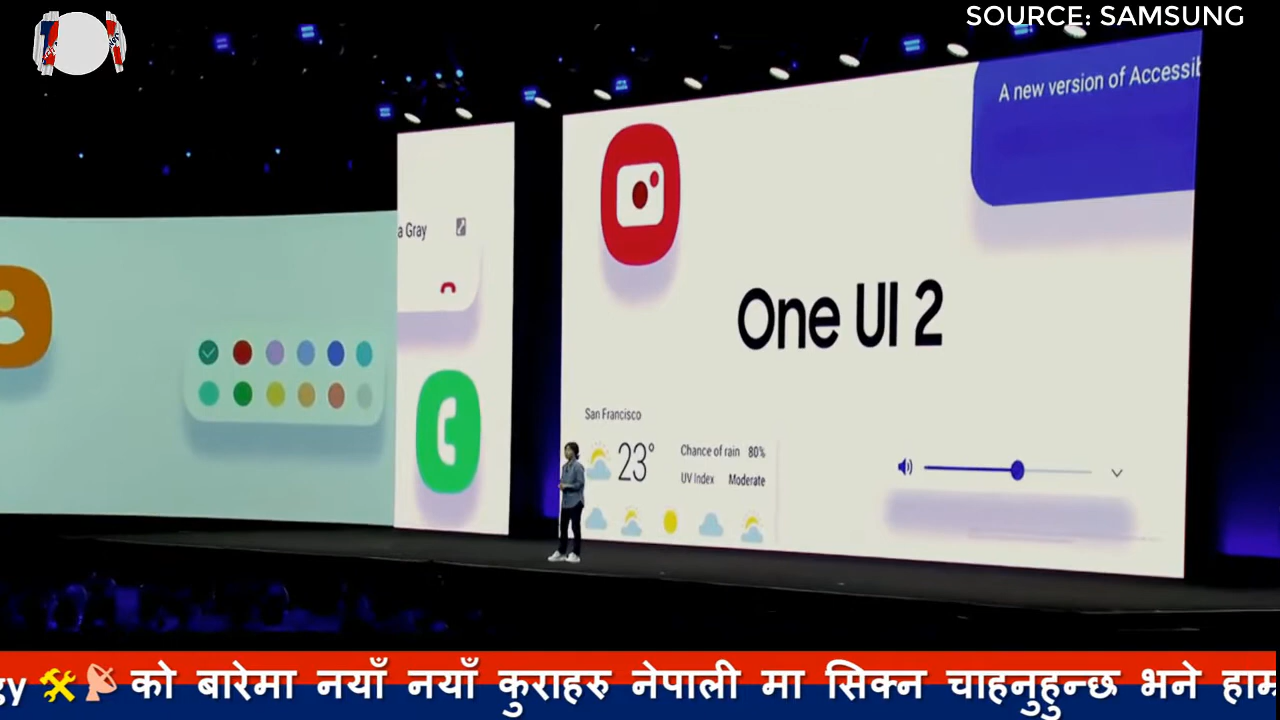 SOURCE: SAMSUNG
A new version of Accessib
a Gray
One UI 2
San Francisco
23°
Chance of rain 80%
UV Index Moderate
gy 🛠️📡 को बारेमा नयाँ नयाँ कुराहरु नेपाली मा सिक्न चाहनुहुन्छ भने हाम